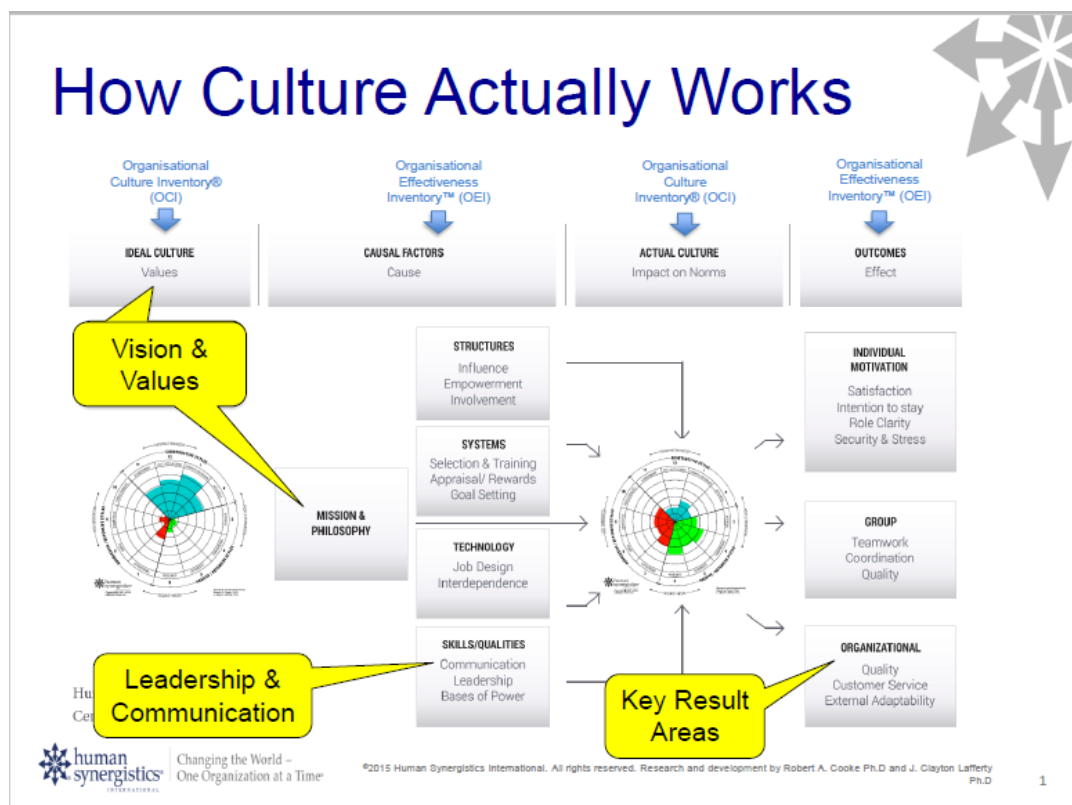 How Culture Actually Works
Organisational
Culture Inventory®
(OCI)
Organisational
Effectiveness
Inventory™ (OEI)
Organisational
Culture
Inventory® (OCI)
Organisational
Effectiveness
Inventory™ (OEI)
IDEAL CULTURE
Values
CAUSAL FACTORS
Cause
ACTUAL CULTURE
Impact on Norms
OUTCOMES
Effect
Vision &
Values
MISSION &
PHILOSOPHY
STRUCTURES
Influence
Empowerment
Involvement
SYSTEMS
Selection & Training
Appraisal/ Rewards
Goal Setting
TECHNOLOGY
Job Design
Interdependence
SKILLS/QUALITIES
Communication
Leadership
Bases of Power
Leadership &
Communication
INDIVIDUAL
MOTIVATION
Satisfaction
Intention to stay
Role Clarity
Security & Stress
GROUP
Teamwork
Coordination
Quality
ORGANIZATIONAL
Quality
Customer Service
External Adaptability
Key Result
Areas
human
synergistics®
INTERNATIONAL
Changing the World –
One Organization at a Time®
©2015 Human Synergistics International. All rights reserved. Research and development by Robert A. Cooke Ph.D and J. Clayton Lafferty
Ph.D
1